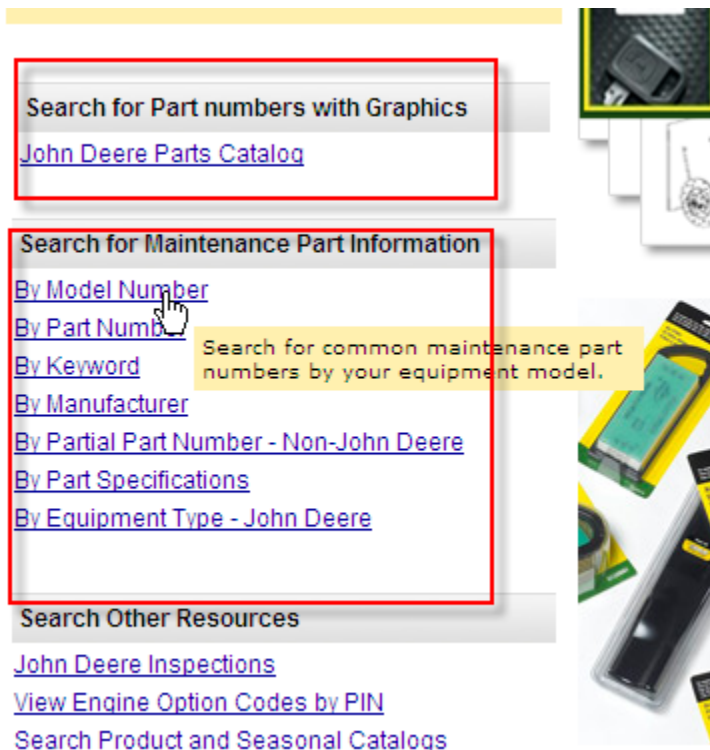 Search for Part numbers with Graphics
John Deere Parts Catalog
Search for Maintenance Part Information
By Model Number
By Part Number
Search for common maintenance part
numbers by your equipment model.
By Keyword
By Manufacturer
By Partial Part Number - Non-John Deere
By Part Specifications
By Equipment Type - John Deere
Search Other Resources
John Deere Inspections
View Engine Option Codes by PIN
Search Product and Seasonal Catalogs